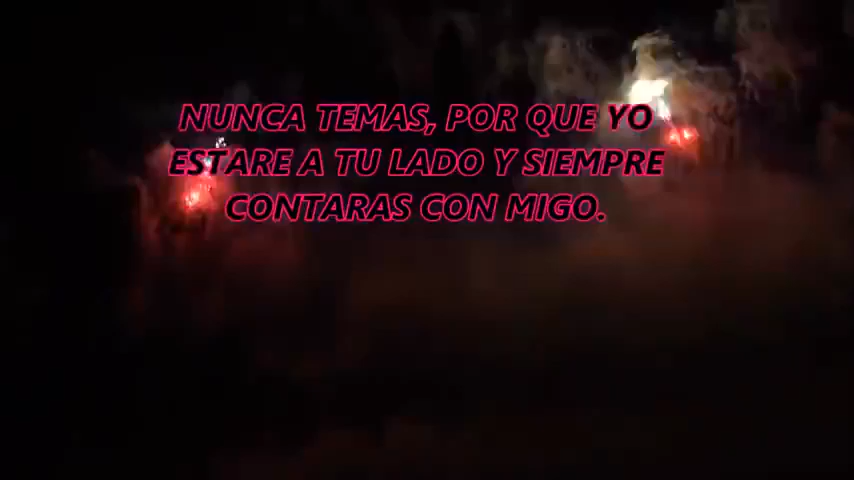 NUNCA TEMAS, POR QUE YO
ESTARE A TU LADO Y SIEMPRE
CONTARAS CON MIGO.